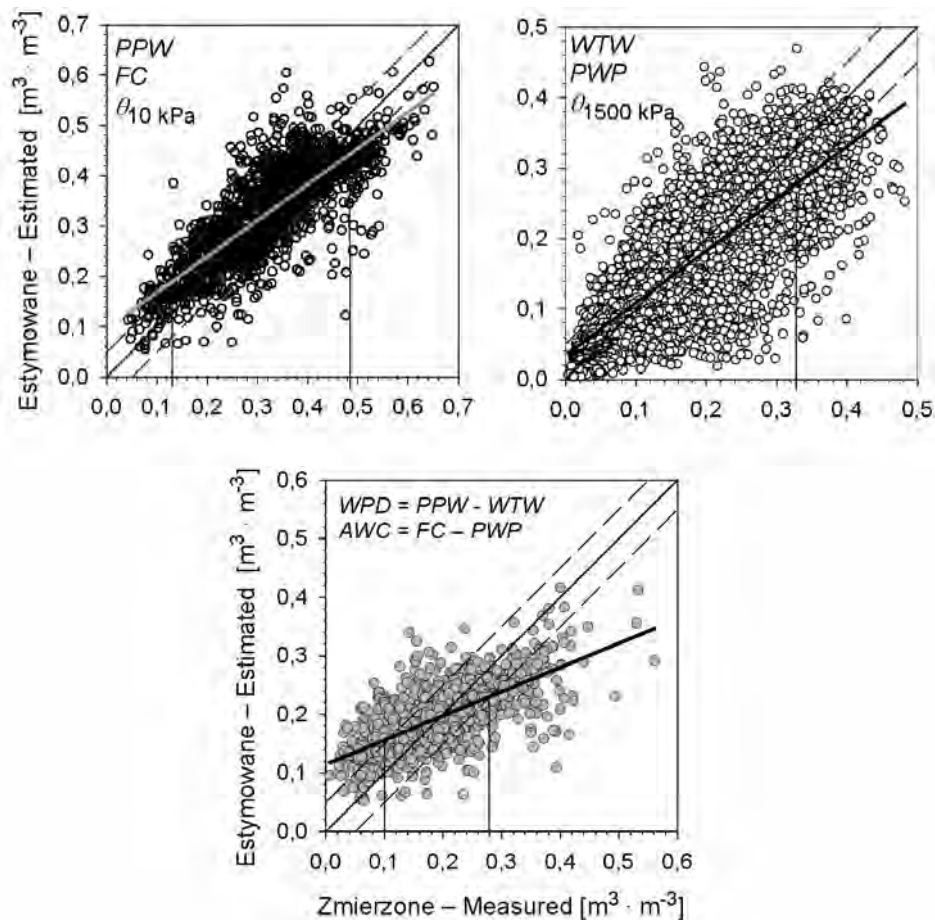 0,7
0,6
0,5
0,4
0,3
0,2
0,1
0,0
Estymowane – Estimated [m³ · m⁻³]
PPW
FC
θ10 kPa
0,0 0,1 0,2 0,3 0,4 0,5 0,6 0,7
0,5
0,4
0,3
0,2
0,1
0,0
WTW
PWP
θ1500 kPa
0,0 0,1 0,2 0,3 0,4 0,5
0,6
0,5
0,4
0,3
0,2
0,1
0,0
Estymowane – Estimated [m³ · m⁻³]
WPD = PPW - WTW
AWC = FC – PWP
0,0 0,1 0,2 0,3 0,4 0,5 0,6
Zmierzone – Measured [m³ · m⁻³]